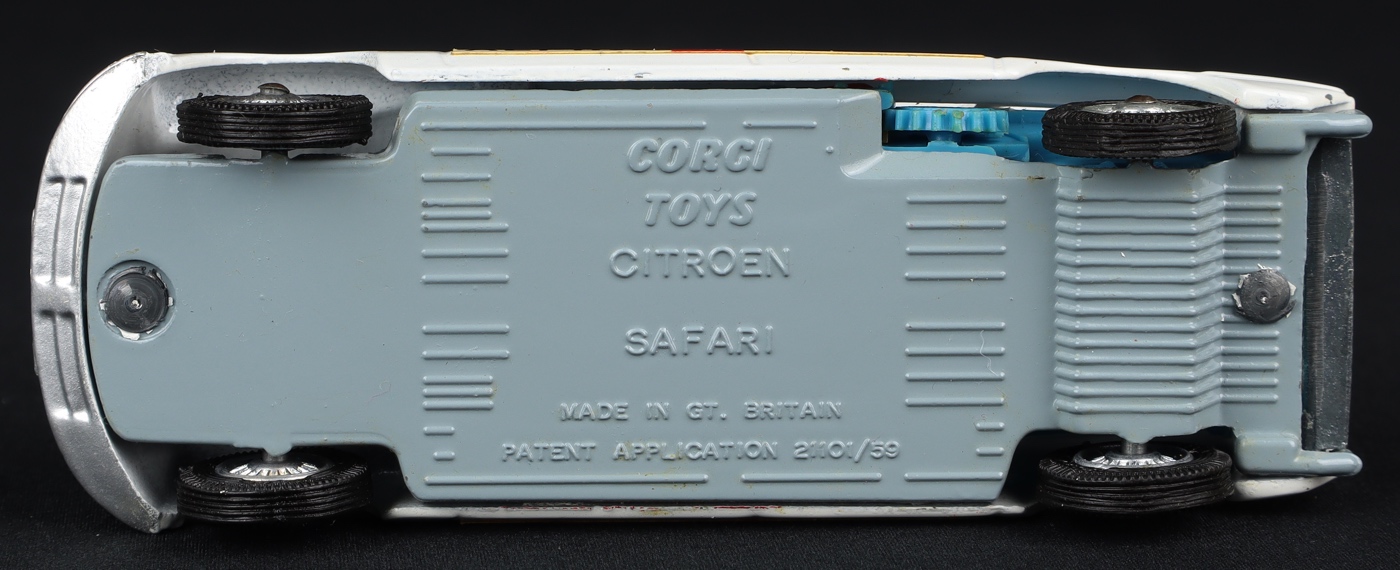 CORGI
TOYS
CITROEN
SAFARI
MADE IN GT. BRITAIN
PATENT APPLICATION 21101/59